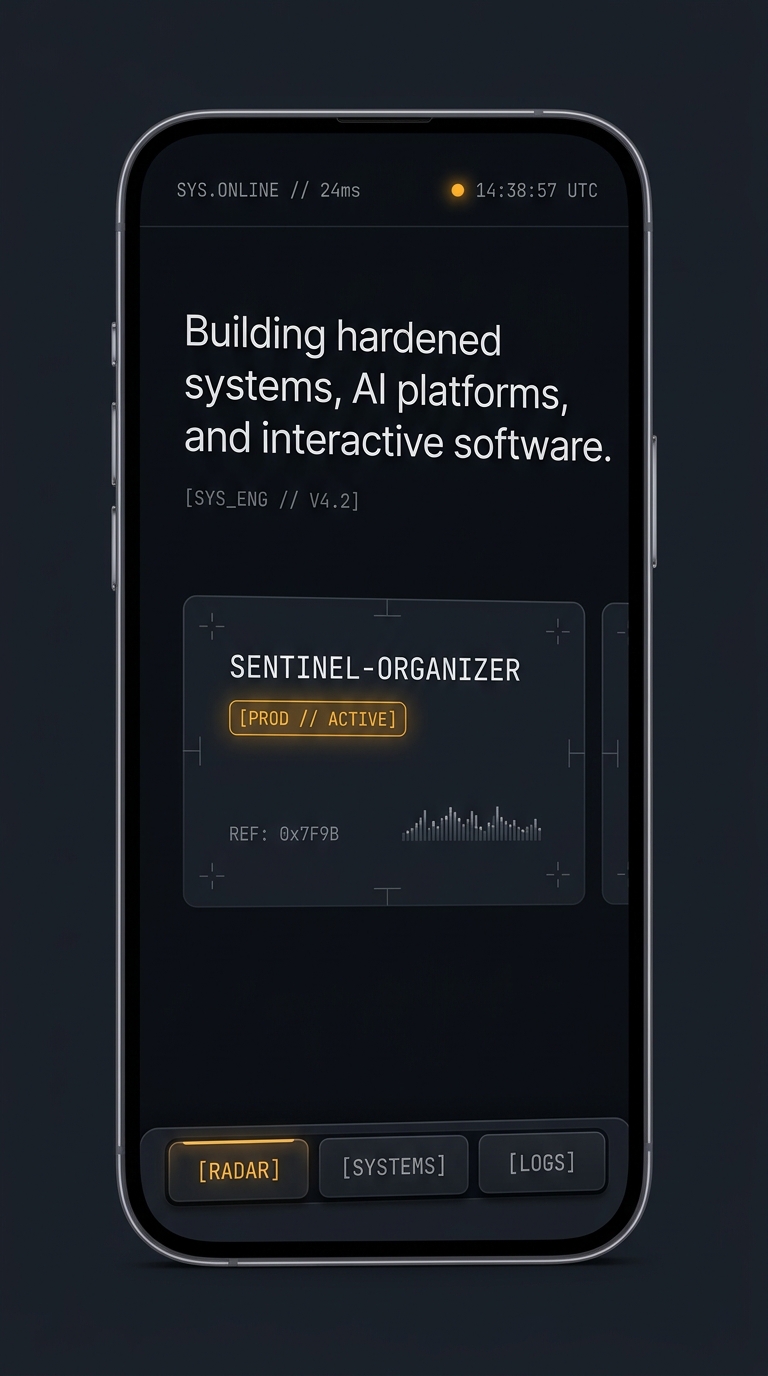 SYS.ONLINE // 24ms
14:38:57 UTC
Building hardened
systems, AI platforms,
and interactive software.
[SYS_ENG // V4.2]
SENTINEL-ORGANIZER
[PROD // ACTIVE]
REF: 0x7F9B
[RADAR]
[SYSTEMS]
[LOGS]